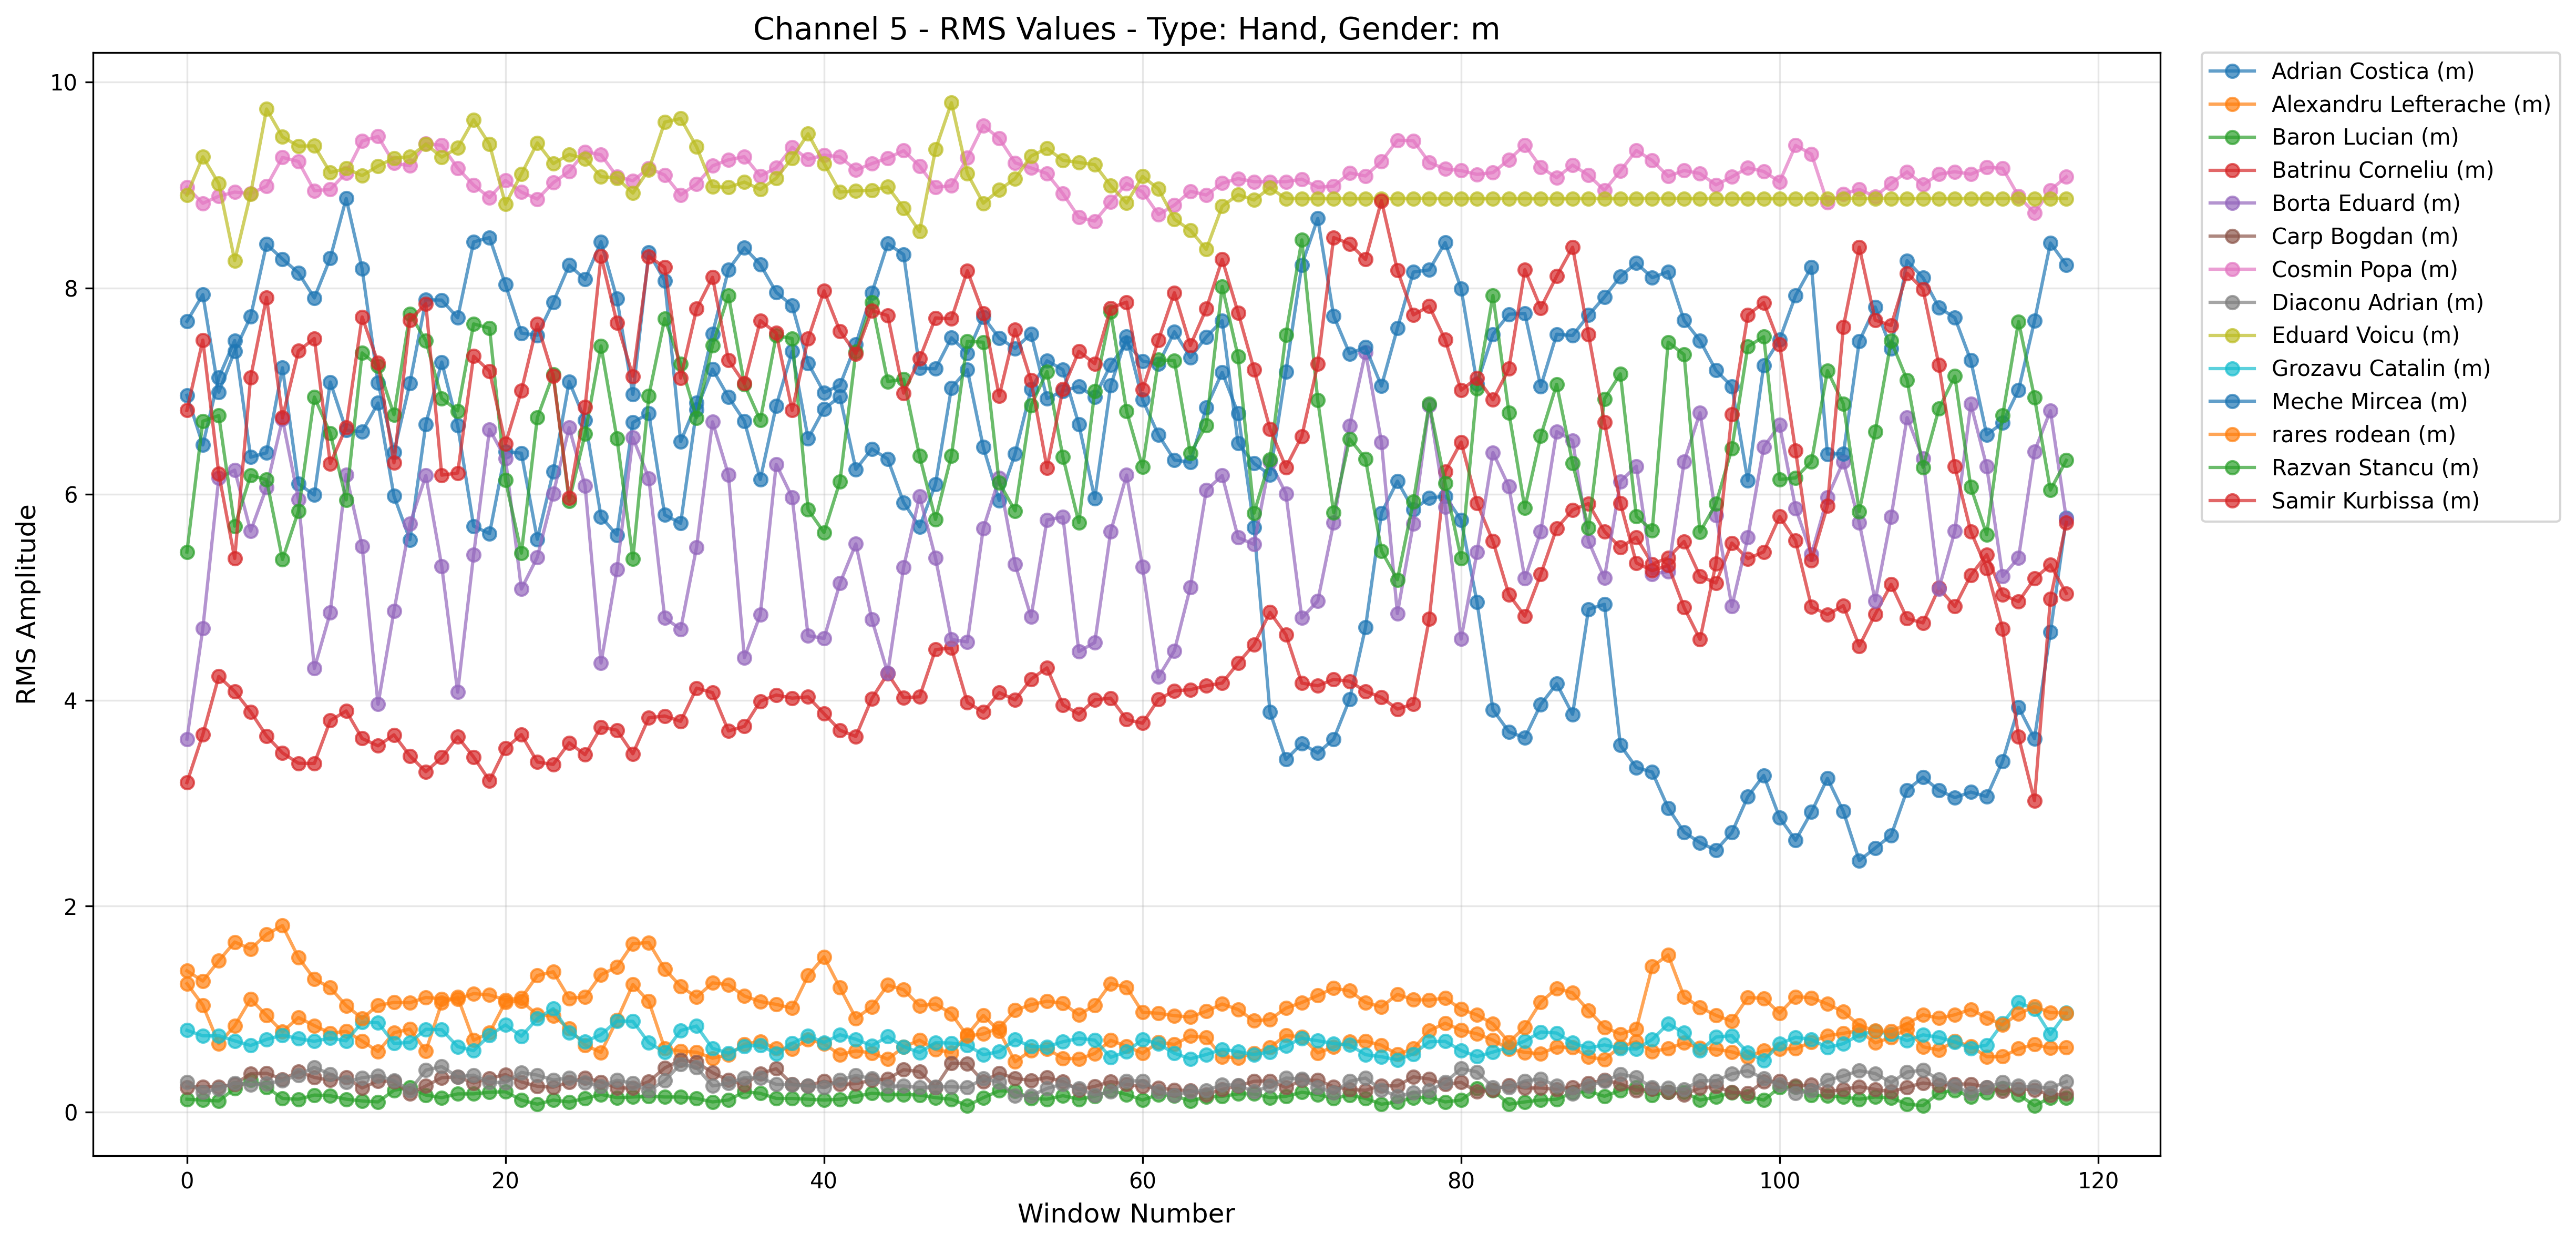 Channel 5 - RMS Values - Type: Hand, Gender: m
10
8
6
4
2
0
RMS Amplitude
0 20 40 60 80 100 120
Window Number
Adrian Costica (m)
Alexandru Lefterache (m)
Baron Lucian (m)
Batrinu Corneliu (m)
Borta Eduard (m)
Carp Bogdan (m)
Cosmin Popa (m)
Diaconu Adrian (m)
Eduard Voicu (m)
Grozavu Catalin (m)
Meche Mircea (m)
rares rodean (m)
Razvan Stancu (m)
Samir Kurbissa (m)